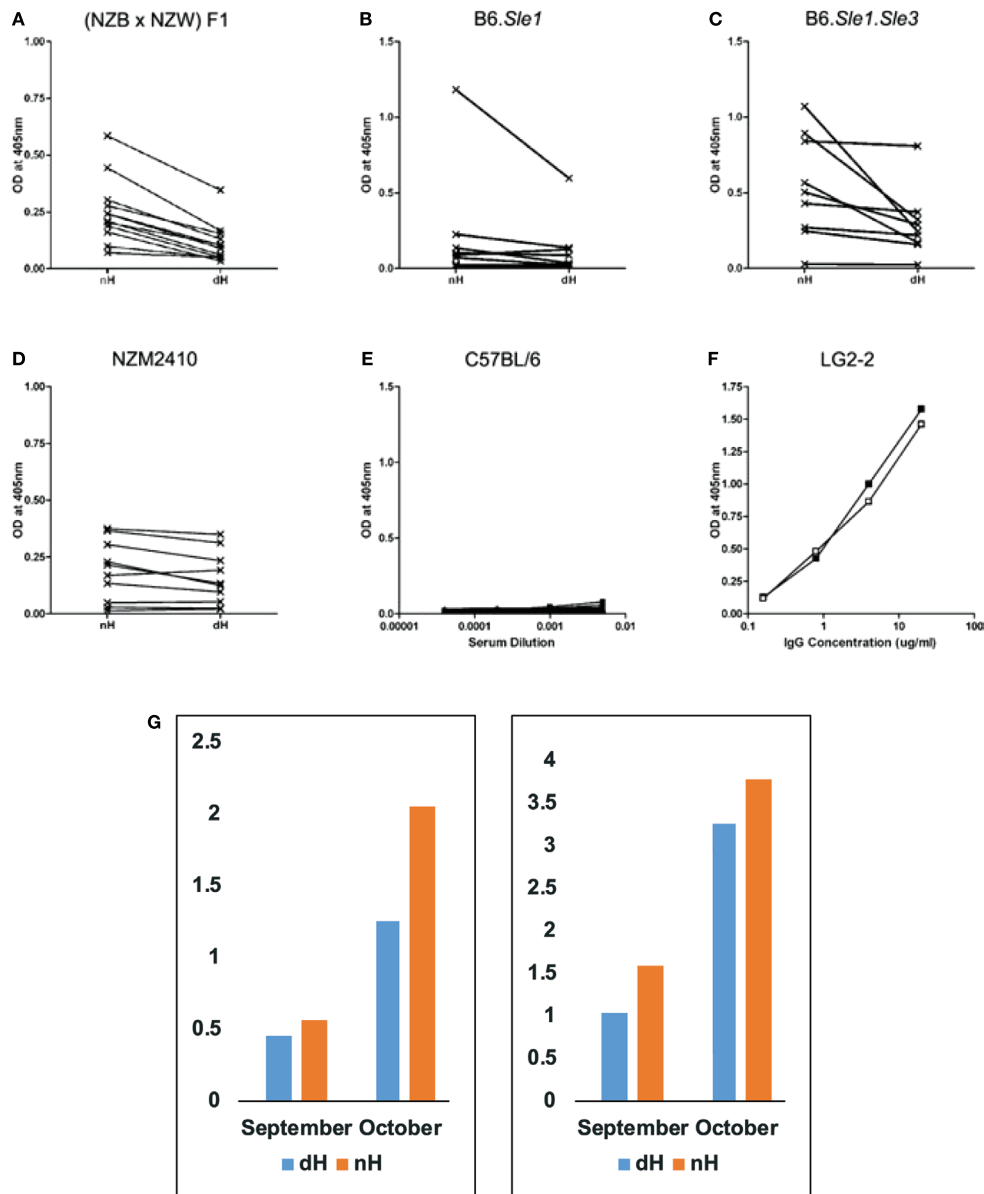 A (NZB x NZW) F1
1.00
0.75
0.50
0.25
0.00
OD at 405nm
nH dH
B B6.Sle1
1.5
1.0
0.5
0.0
OD at 405nm
nH dH
C B6.Sle1.Sle3
1.5
1.0
0.5
0.0
OD at 405nm
nH dH
D NZM2410
1.00
0.75
0.50
0.25
0.00
OD at 405nm
nH dH
E C57BL/6
1.5
1.0
0.5
0.0
OD at 405nm
0.00001 0.0001 0.001 0.01
Serum Dilution
F LG2-2
1.75
1.50
1.25
1.00
0.75
0.50
0.25
0.00
OD at 405nm
0.1 1 10 100
IgG Concentration (ug/ml)
G
2.5
2
1.5
1
0.5
0
September October
dH nH
4
3.5
3
2.5
2
1.5
1
0.5
0
September October
dH nH